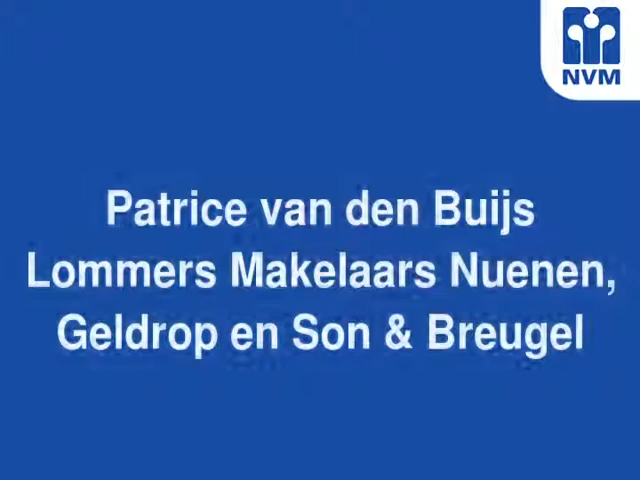 NVM
Patrice van den Buijs
Lommers Makelaars Nuenen,
Geldrop en Son & Breugel